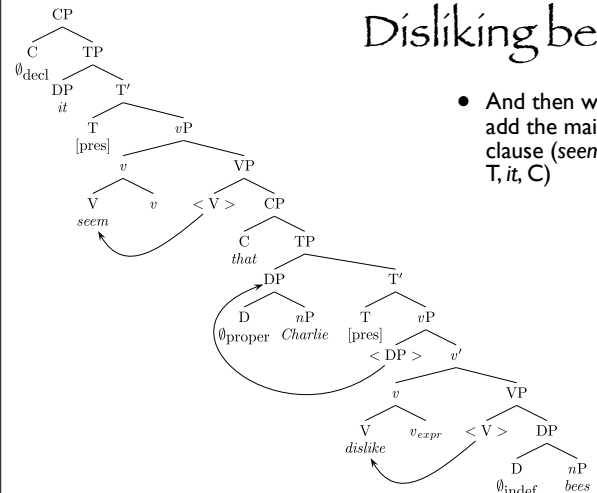 Disliking be
CP
C TP
∅decl
DP T′
it
T vP
[pres]
v VP
V v < V > CP
seem
C TP
that
DP T′
D nP T vP
∅proper Charlie [pres]
< DP > v′
v VP
V v_expr < V > DP
dislike
D nP
∅indef bees
• And then w
add the mai
clause (seem
T, it, C)